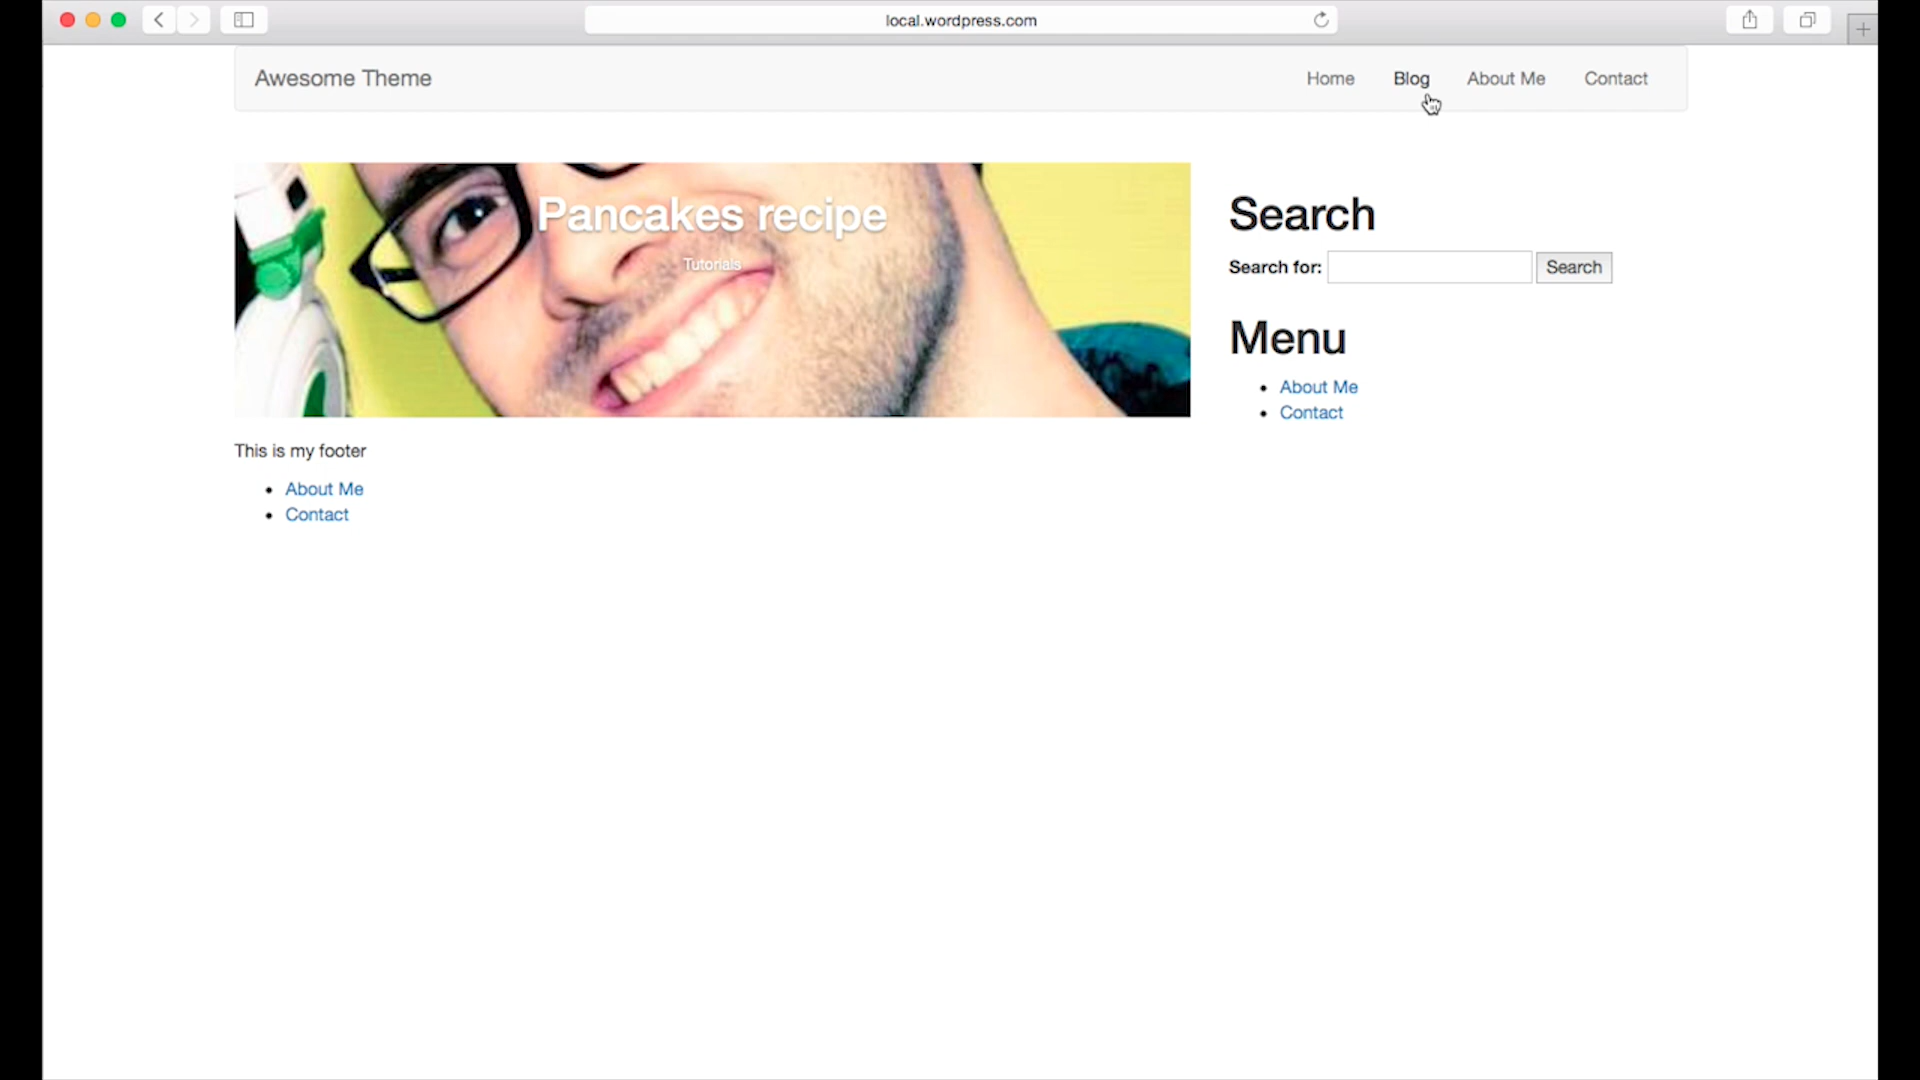 local.wordpress.com
Awesome Theme
Home Blog About Me Contact
Pancakes recipe
Tutorials
Search
Search for: Search
Menu
About Me
Contact
This is my footer
About Me
Contact